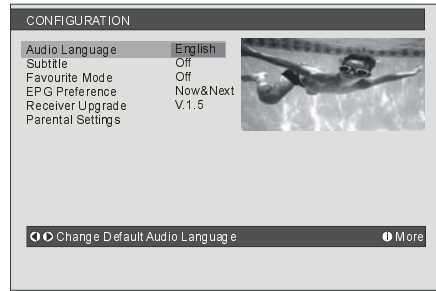 CONFIGURATION
Audio Language English
Subtitle Off
Favourite Mode Off
EPG Preference Now&Next
Receiver Upgrade V.1.5
Parental Settings
Change Default Audio Language More